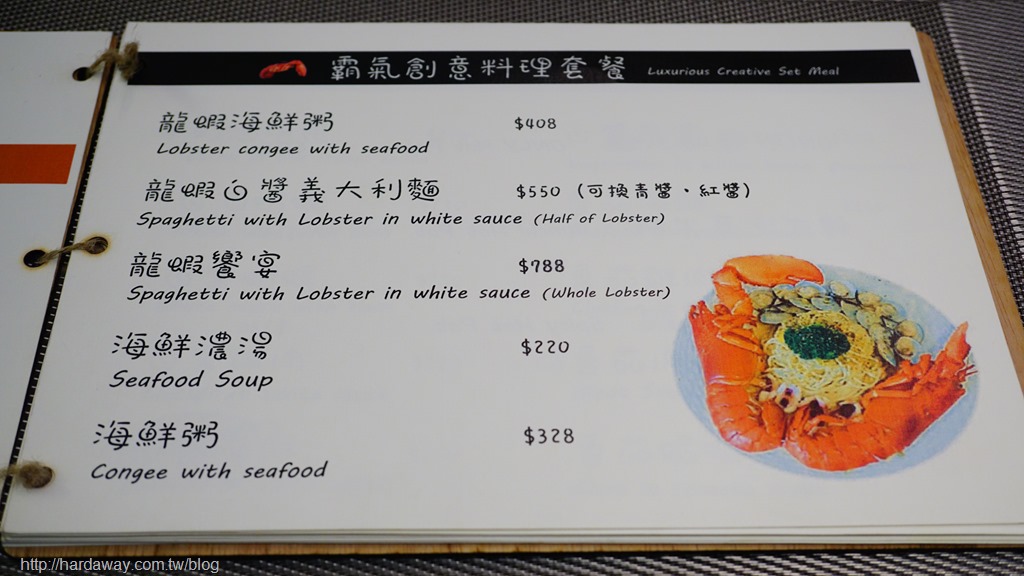 霸氣創意料理套餐 Luxurious Creative Set Meal
龍蝦海鮮粥 $408
Lobster congee with seafood
龍蝦白醬義大利麵 $550 (可換青醬、紅醬)
Spaghetti with Lobster in white sauce (Half of Lobster)
龍蝦饗宴 $788
Spaghetti with Lobster in white sauce (Whole Lobster)
海鮮濃湯 $220
Seafood Soup
海鮮粥 $328
Congee with seafood
http://hardaway.com.tw/blog